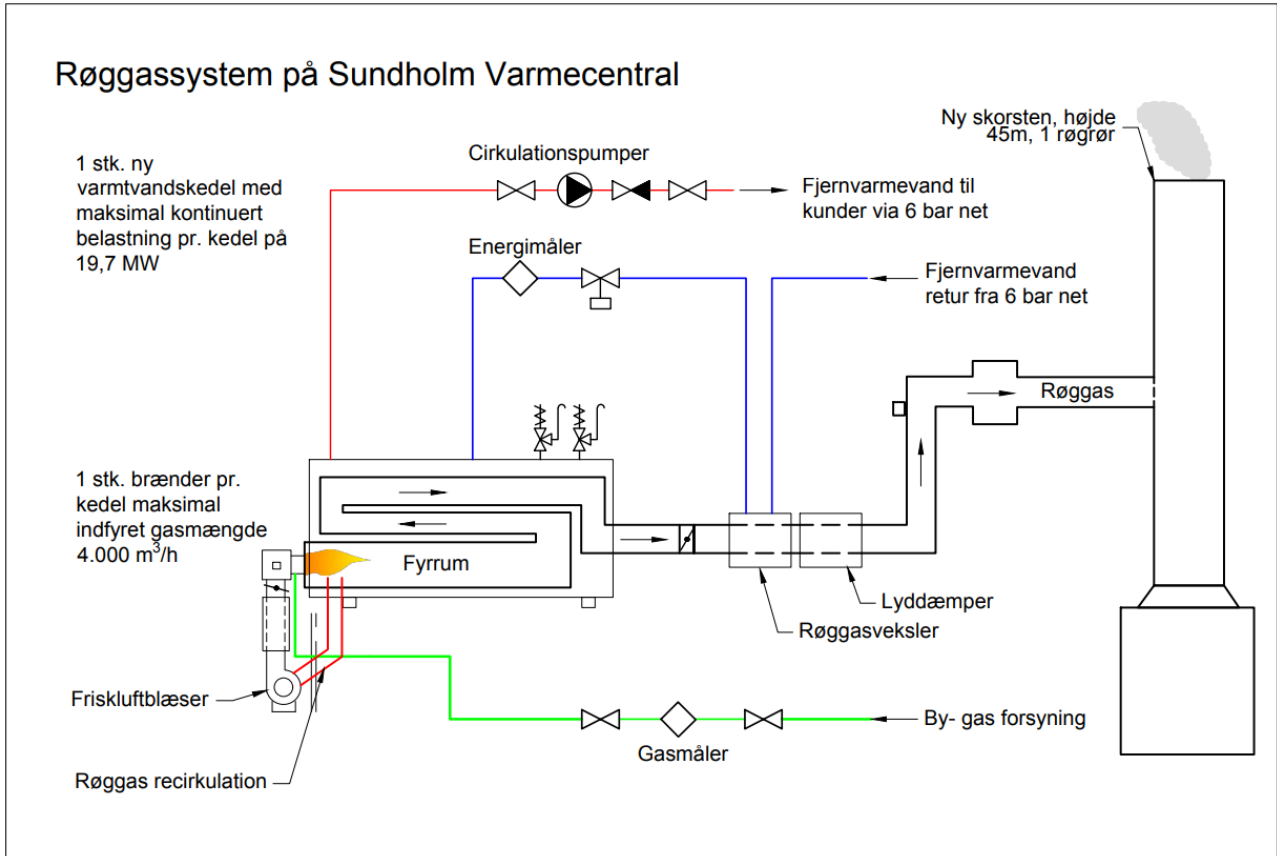 Røggassystem på Sundholm Varmecentral
Ny skorsten, højde
45m, 1 røgrør
1 stk. ny
varmtvandskedel med
maksimal kontinuert
belastning pr. kedel på
19,7 MW
Cirkulationspumper
Fjernvarmevand til
kunder via 6 bar net
Energimåler
Fjernvarmevand
retur fra 6 bar net
Røggas
1 stk. brænder pr.
kedel maksimal
indfyret gasmængde
4.000 m³/h
Fyrrum
Lyddæmper
Røggasveksler
Friskluftblæser
By- gas forsyning
Gasmåler
Røggas recirkulation